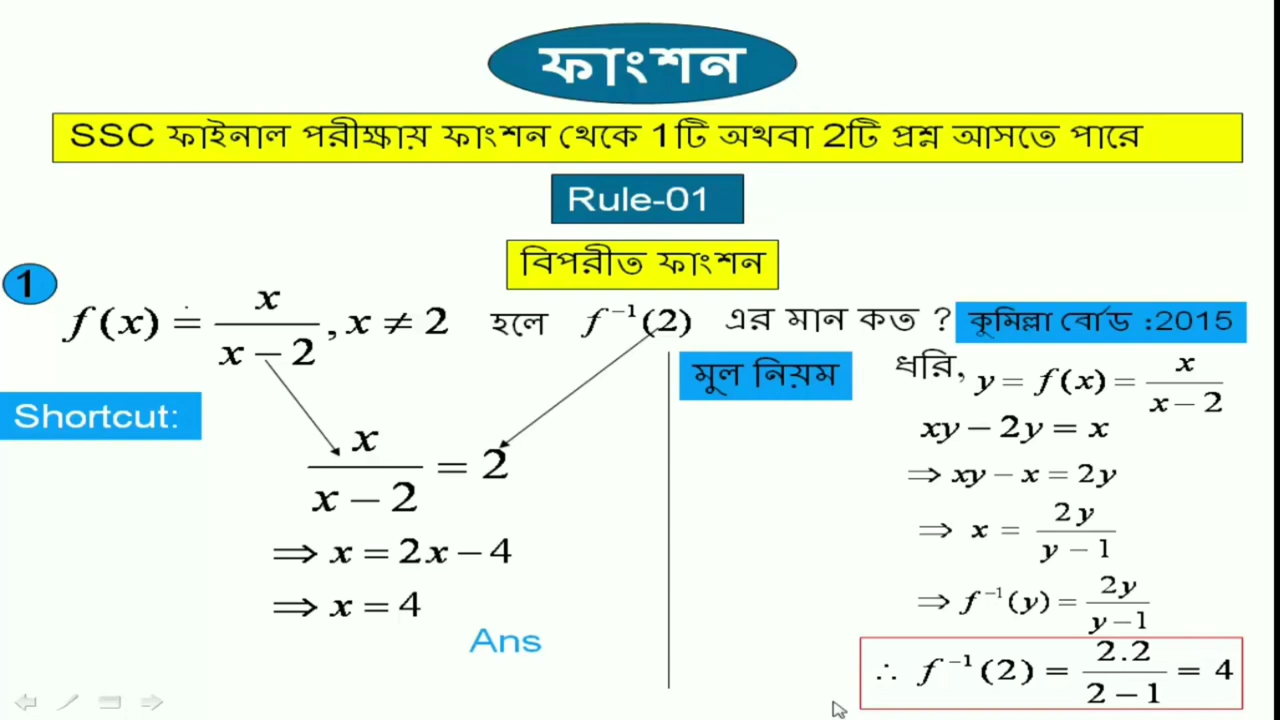 ফাংশন
SSC ফাইনাল পরীক্ষায় ফাংশন থেকে 1টি অথবা 2টি প্রশ্ন আসতে পারে
Rule-01
বিপরীত ফাংশন
1
f(x) = x/(x − 2), x ≠ 2 হলে f⁻¹(2) এর মান কত ? কুমিল্লা বোর্ড :2015
Shortcut:
x/(x − 2) = 2
⇒ x = 2x − 4
⇒ x = 4
Ans
মুল নিয়ম
ধরি, y = f(x) = x/(x − 2)
xy − 2y = x
⇒ xy − x = 2y
⇒ x = 2y/(y − 1)
⇒ f⁻¹(y) = 2y/(y − 1)
∴ f⁻¹(2) = 2.2/(2 − 1) = 4